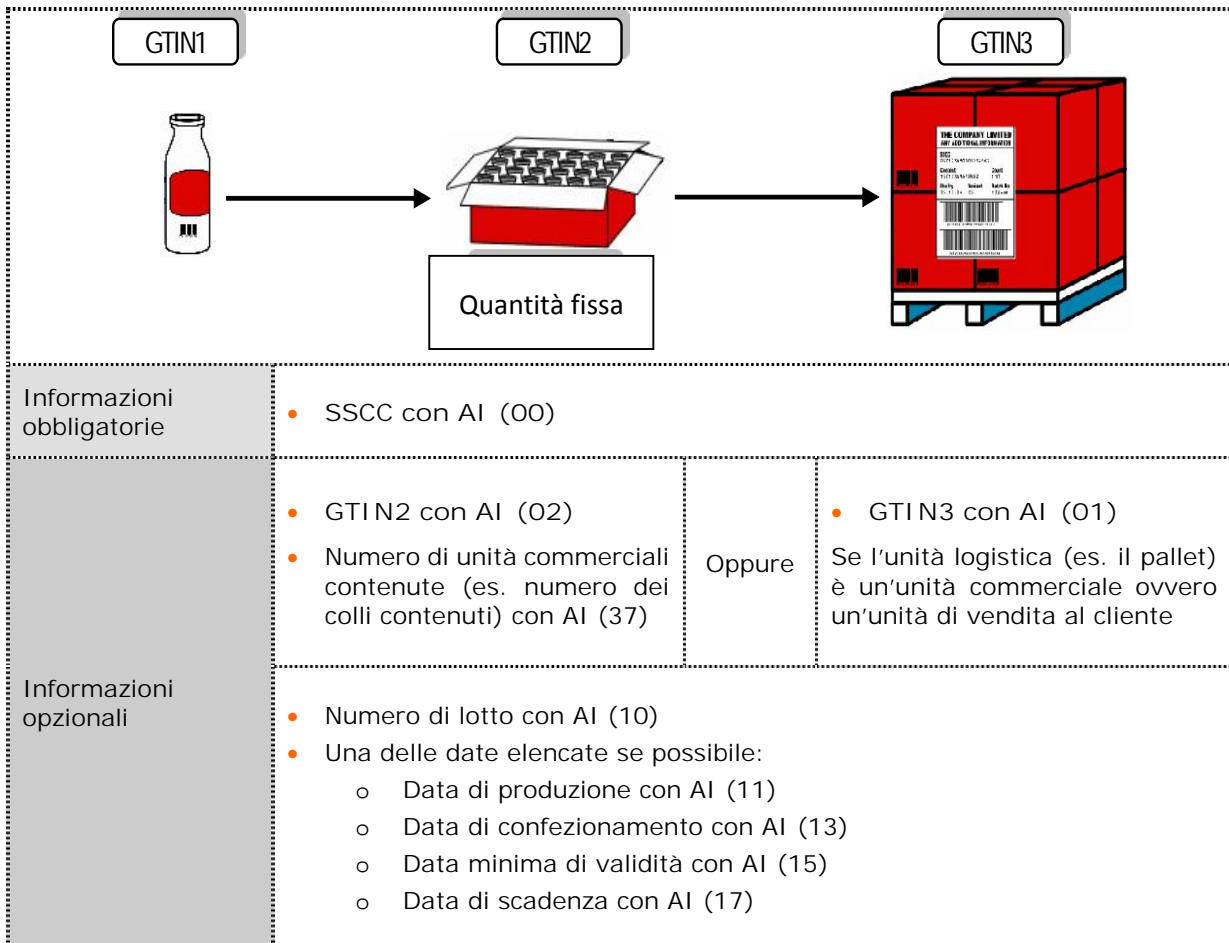 GTIN1
GTIN2
GTIN3
THE COMPANY LIMITED
ANY ADDITIONAL INFORMATION
SSCC
Quantità fissa
Informazioni
obbligatorie
• SSCC con AI (00)
Informazioni
opzionali
• GTIN2 con AI (02)
• Numero di unità commerciali
contenute (es. numero dei
colli contenuti) con AI (37)
Oppure
• GTIN3 con AI (01)
Se l'unità logistica (es. il pallet)
è un'unità commerciale ovvero
un'unità di vendita al cliente
• Numero di lotto con AI (10)
• Una delle date elencate se possibile:
o Data di produzione con AI (11)
o Data di confezionamento con AI (13)
o Data minima di validità con AI (15)
o Data di scadenza con AI (17)